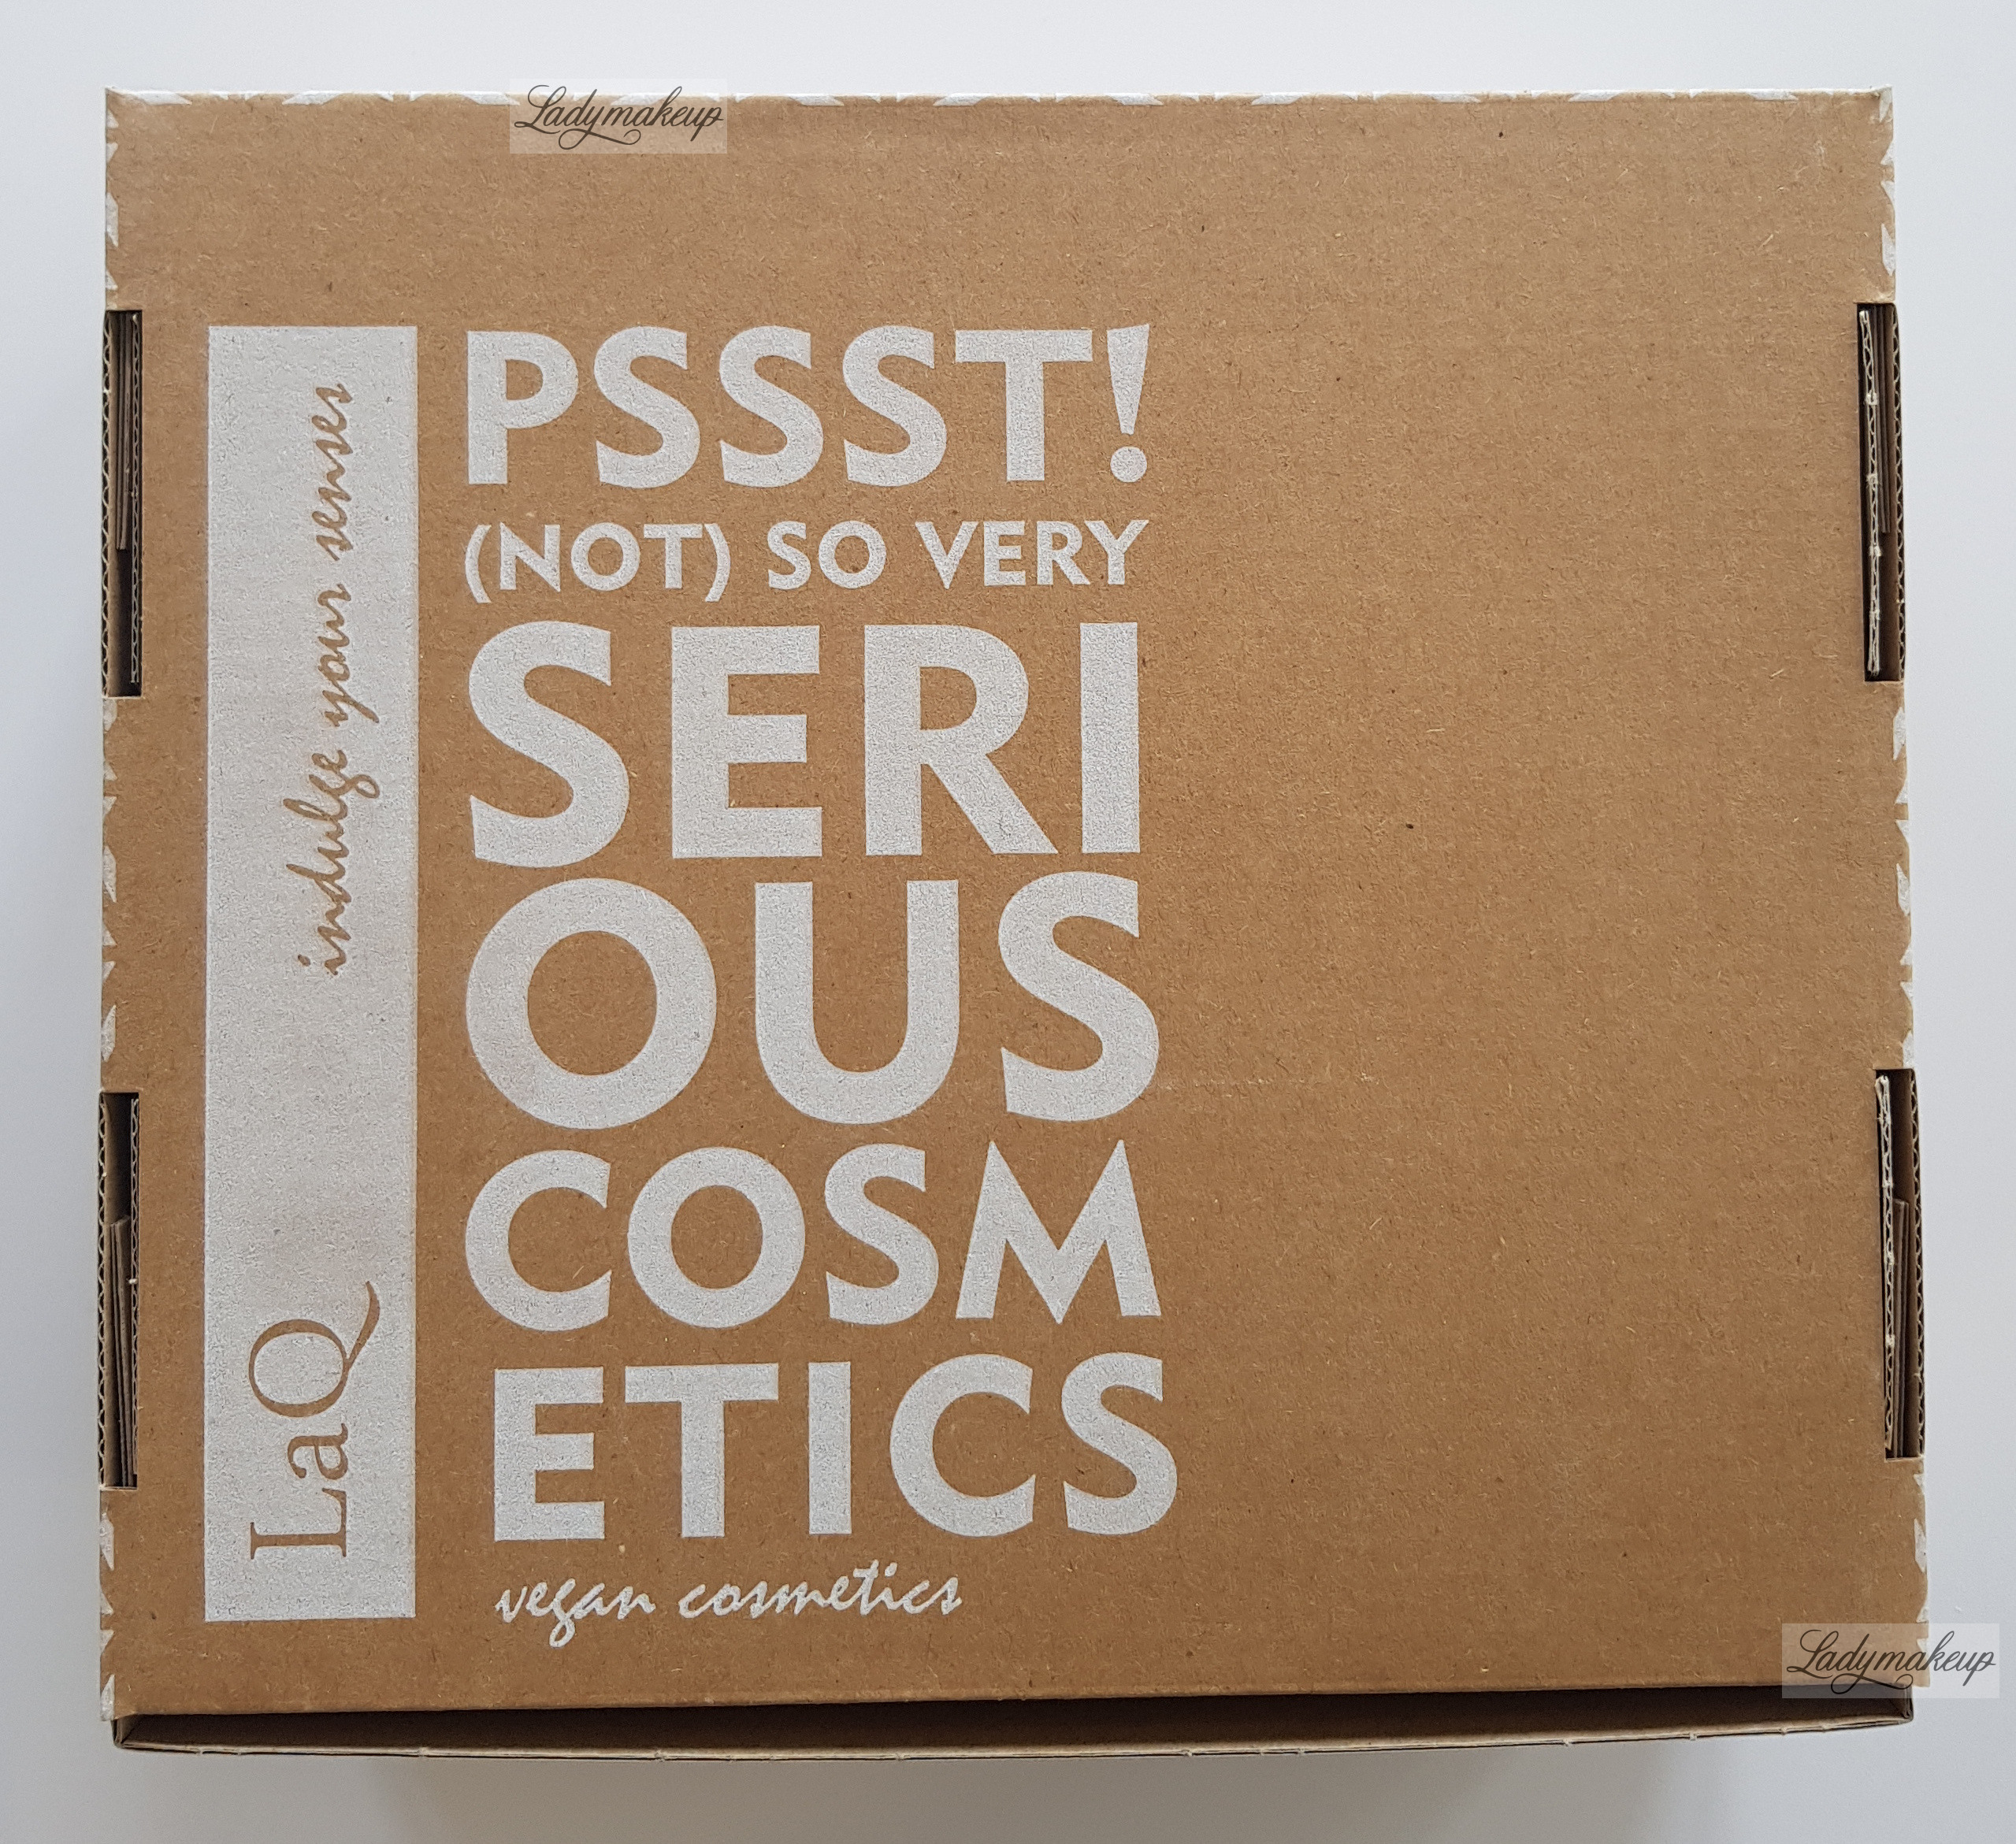 Ladymakeup
LaQ indulge your senses
PSSST!
(NOT) SO VERY
SERI
OUS
COSM
ETICS
vegan cosmetics
Ladymakeup